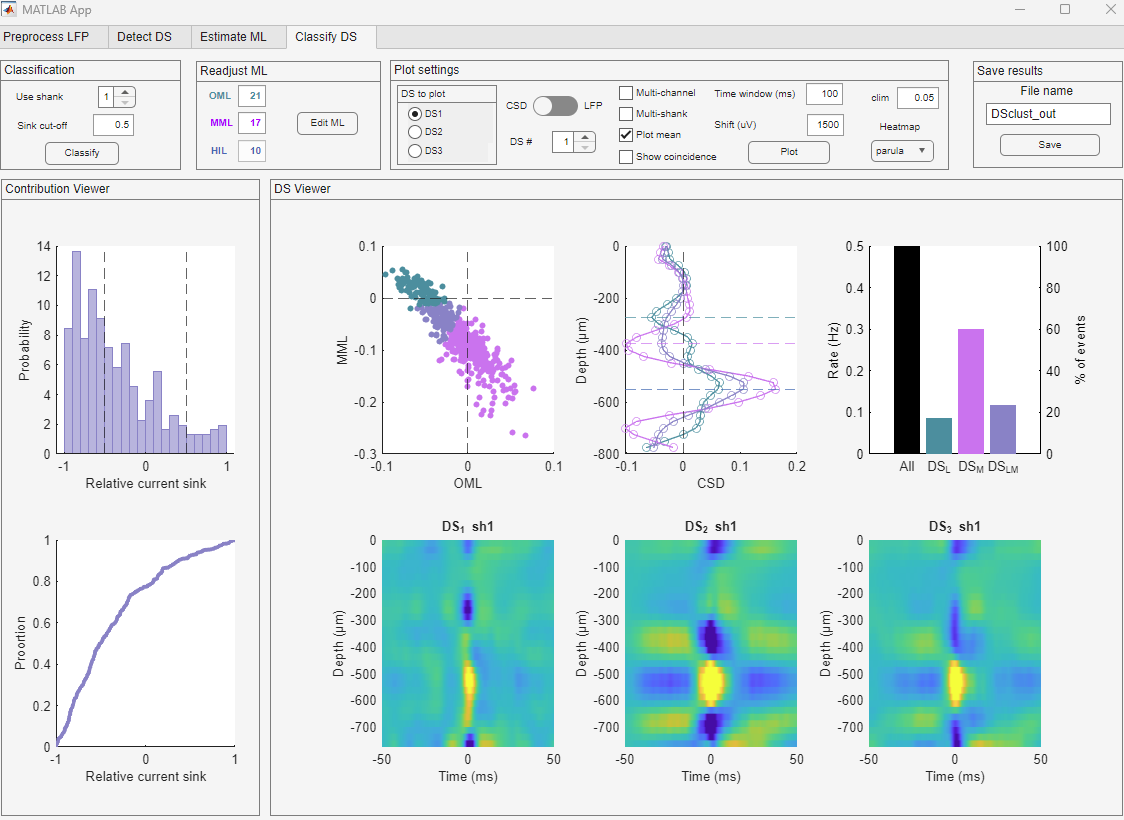 MATLAB App
Preprocess LFP Detect DS Estimate ML Classify DS
Classification
Use shank 1
Sink cut-off 0.5
Classify
Readjust ML
OML 21
MML 17
HIL 10
Edit ML
Plot settings
DS to plot
DS1
DS2
DS3
CSD LFP
DS # 1
Multi-channel
Multi-shank
Plot mean
Show coincidence
Time window (ms) 100
Shift (uV) 1500
Plot
clim 0.05
Heatmap
parula
Save results
File name
DSclust_out
Save
Contribution Viewer
14
12
10
8
6
4
2
0
Probability
-1 0 1
Relative current sink
1
0.8
0.6
0.4
0.2
0
Proortion
-1 0 1
Relative current sink
DS Viewer
0.1
0
-0.1
-0.2
-0.3
MML
-0.1 0 0.1
OML
0
-200
-400
-600
-800
Depth (μm)
-0.1 0 0.1 0.2
CSD
0.5
0.4
0.3
0.2
0.1
0
Rate (Hz)
100
80
60
40
20
0
% of events
All DSL DSM DSLM
DS1 sh1
0
-100
-200
-300
-400
-500
-600
-700
Depth (μm)
-50 0 50
Time (ms)
DS2 sh1
0
-100
-200
-300
-400
-500
-600
-700
Depth (μm)
-50 0 50
Time (ms)
DS3 sh1
0
-100
-200
-300
-400
-500
-600
-700
Depth (μm)
-50 0 50
Time (ms)